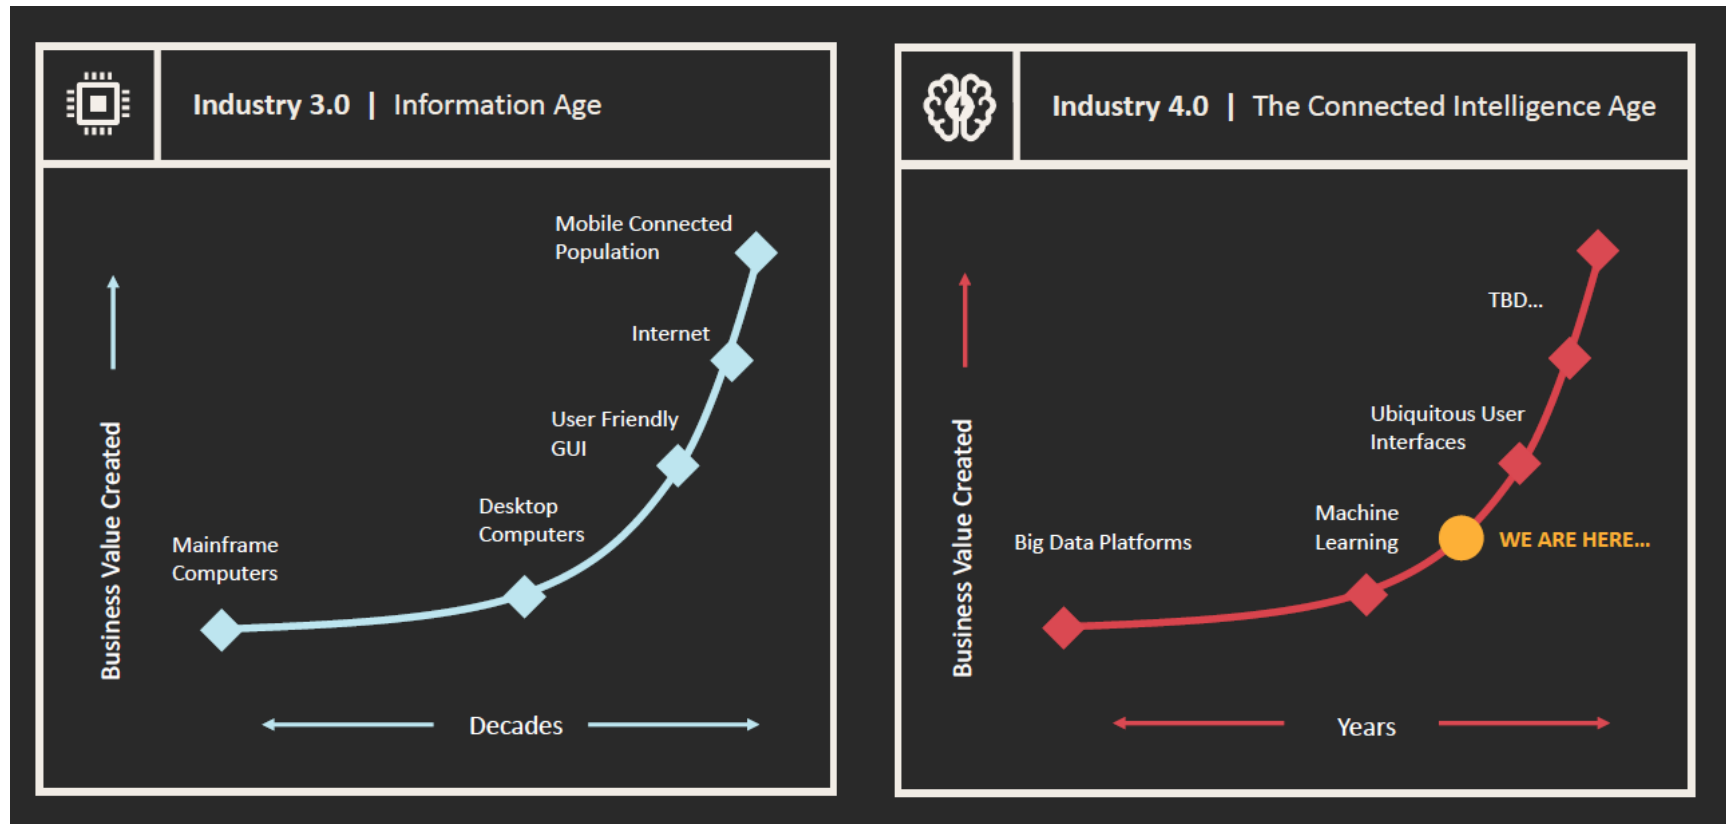 Industry 3.0 | Information Age
Mobile Connected
Population
Internet
User Friendly
GUI
Desktop
Computers
Mainframe
Computers
Business Value Created
Decades
Industry 4.0 | The Connected Intelligence Age
TBD...
Ubiquitous User
Interfaces
Machine
Learning
Big Data Platforms
WE ARE HERE...
Business Value Created
Years